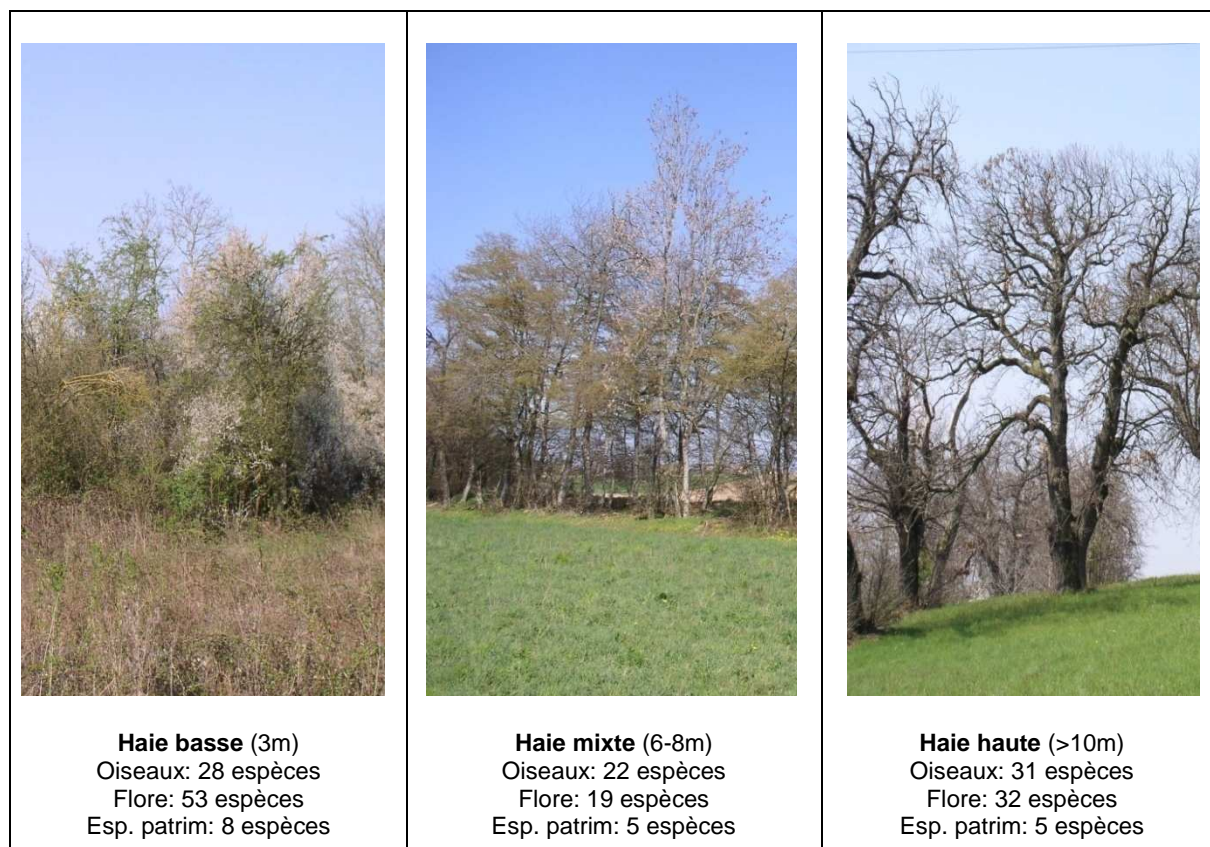 Haie basse (3m)
Oiseaux: 28 espèces
Flore: 53 espèces
Esp. patrim: 8 espèces
Haie mixte (6-8m)
Oiseaux: 22 espèces
Flore: 19 espèces
Esp. patrim: 5 espèces
Haie haute (>10m)
Oiseaux: 31 espèces
Flore: 32 espèces
Esp. patrim: 5 espèces